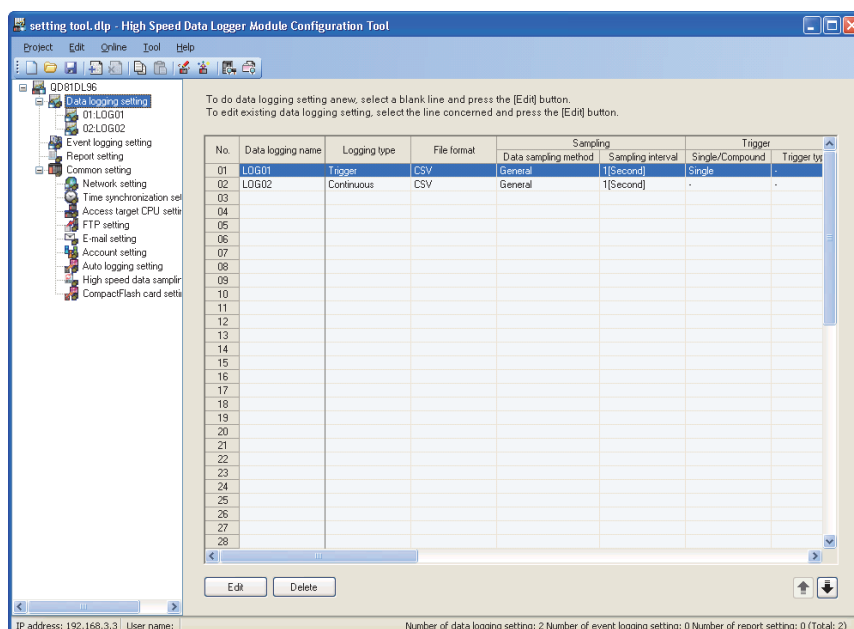 setting tool.dlp - High Speed Data Logger Module Configuration Tool
Project Edit Online Tool Help
QD81DL96
Data logging setting
01:LOG01
02:LOG02
Event logging setting
Report setting
Common setting
Network setting
Time synchronization set
Access target CPU settin
FTP setting
E-mail setting
Account setting
Auto logging setting
High speed data samplin
CompactFlash card settin
To do data logging setting anew, select a blank line and press the [Edit] button.
To edit existing data logging setting, select the line concerned and press the [Edit] button.
No. Data logging name Logging type File format Sampling Trigger
Data sampling method Sampling interval Single/Compound Trigger typ
01 LOG01 Trigger CSV General 1[Second] Single -
02 LOG02 Continuous CSV General 1[Second] - -
03
04
05
06
07
08
09
10
11
12
13
14
15
16
17
18
19
20
21
22
23
24
25
26
27
28
Edit Delete
IP address: 192.168.3.3 User name: Number of data logging setting: 2 Number of event logging setting: 0 Number of report setting: 0 (Total: 2)